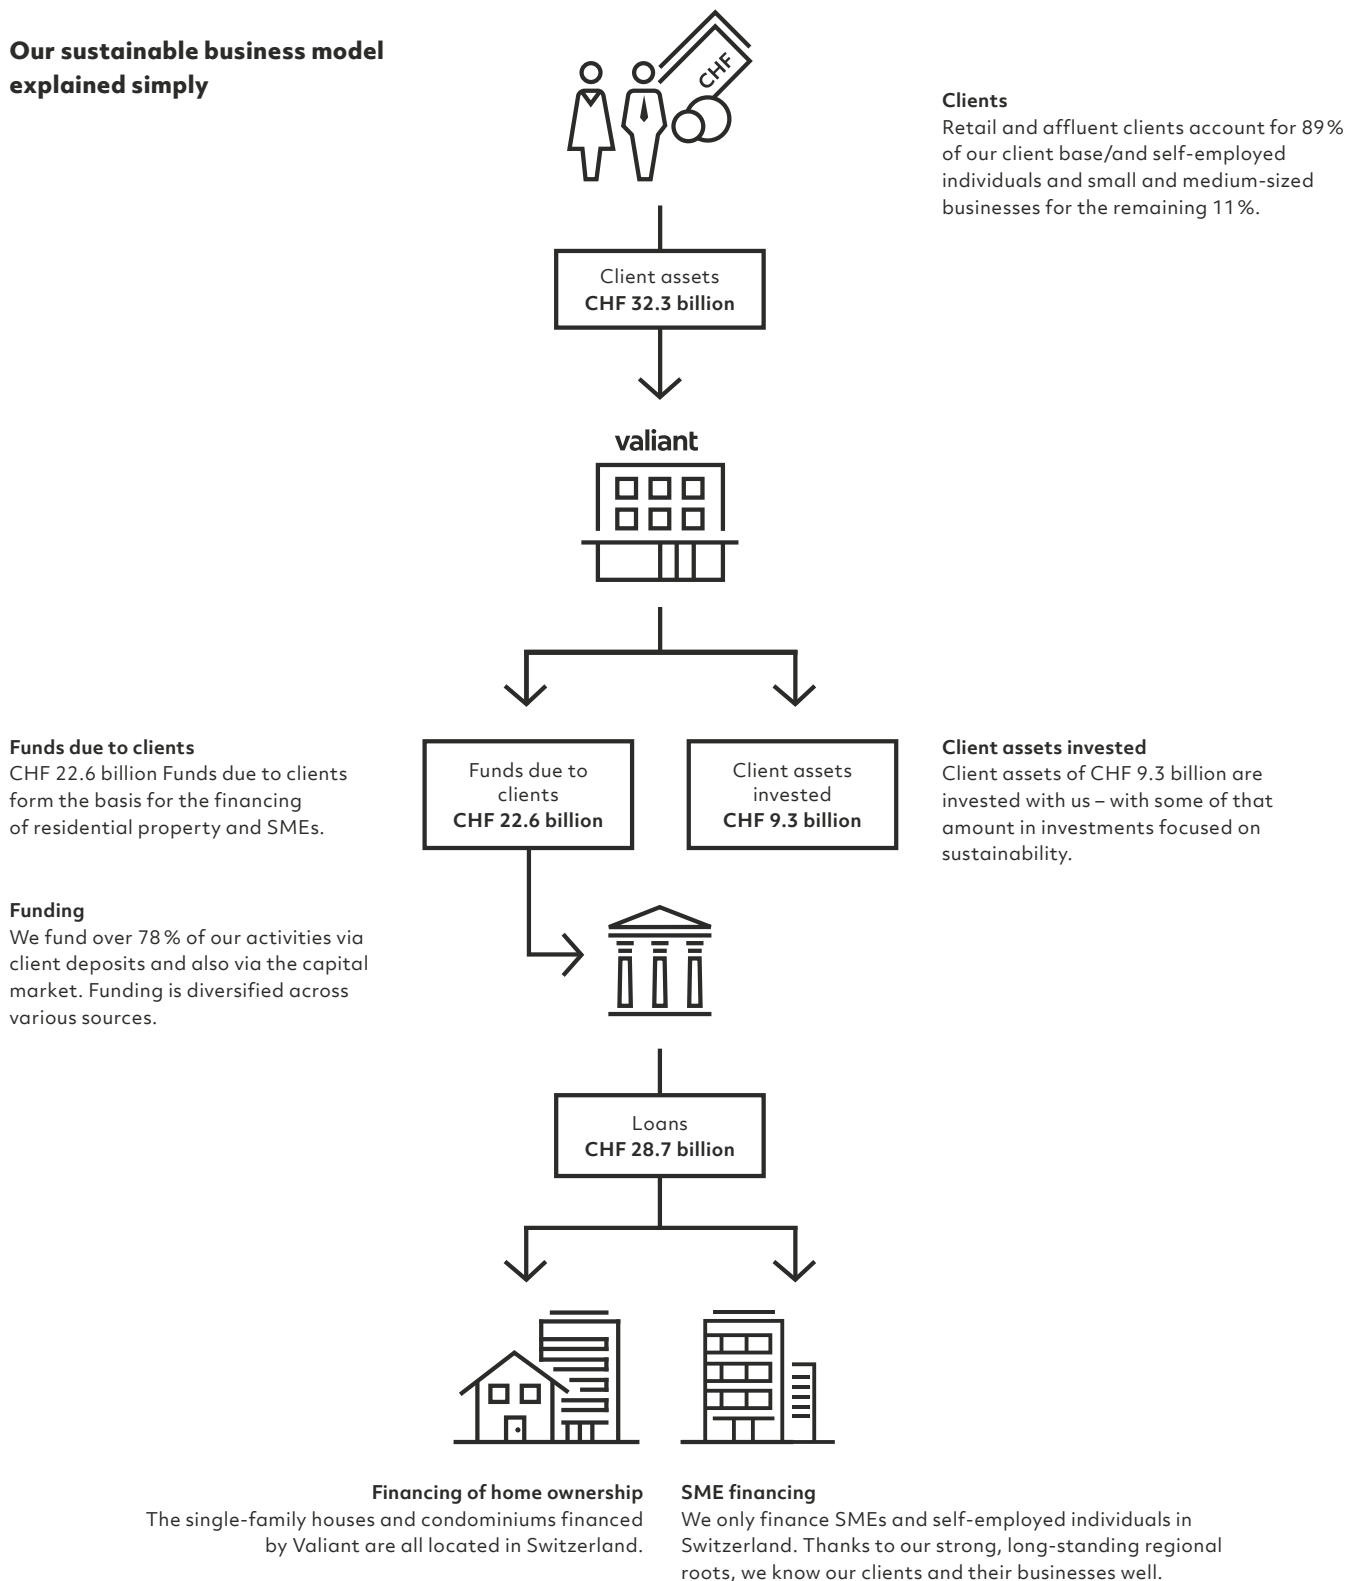 Our sustainable business model
explained simply
CHF
Clients
Retail and affluent clients account for 89%
of our client base/and self-employed
individuals and small and medium-sized
businesses for the remaining 11%.
Client assets
CHF 32.3 billion
valiant
Funds due to clients
CHF 22.6 billion Funds due to clients
form the basis for the financing
of residential property and SMEs.
Funds due to
clients
CHF 22.6 billion
Client assets
invested
CHF 9.3 billion
Client assets invested
Client assets of CHF 9.3 billion are
invested with us – with some of that
amount in investments focused on
sustainability.
Funding
We fund over 78% of our activities via
client deposits and also via the capital
market. Funding is diversified across
various sources.
Loans
CHF 28.7 billion
Financing of home ownership
The single-family houses and condominiums financed
by Valiant are all located in Switzerland.
SME financing
We only finance SMEs and self-employed individuals in
Switzerland. Thanks to our strong, long-standing regional
roots, we know our clients and their businesses well.